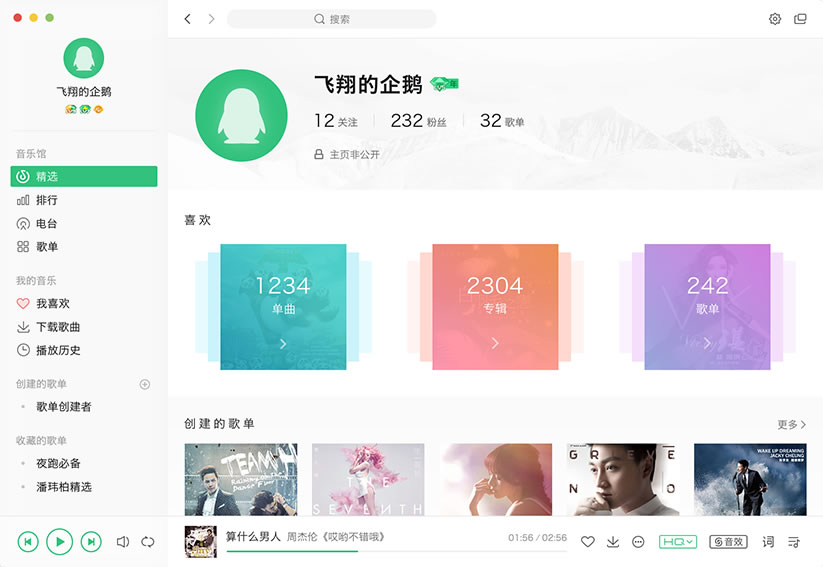 搜索
飞翔的企鹅
音乐馆
精选
排行
电台
歌单
我的音乐
我喜欢
下载歌曲
播放历史
创建的歌单
歌单创建者
收藏的歌单
夜跑必备
潘玮柏精选
飞翔的企鹅 年
12 关注 232 粉丝 32 歌单
主页非公开
喜欢
1234
单曲
2304
专辑
242
歌单
创建的歌单
更多
TEAM H
THE
SEVENTH
GREEN
NO
WAKE UP DREAMING
JACKY CHEUNG
算什么男人 周杰伦《哎哟不错哦》
01:56 / 02:56
HQ
音效
词